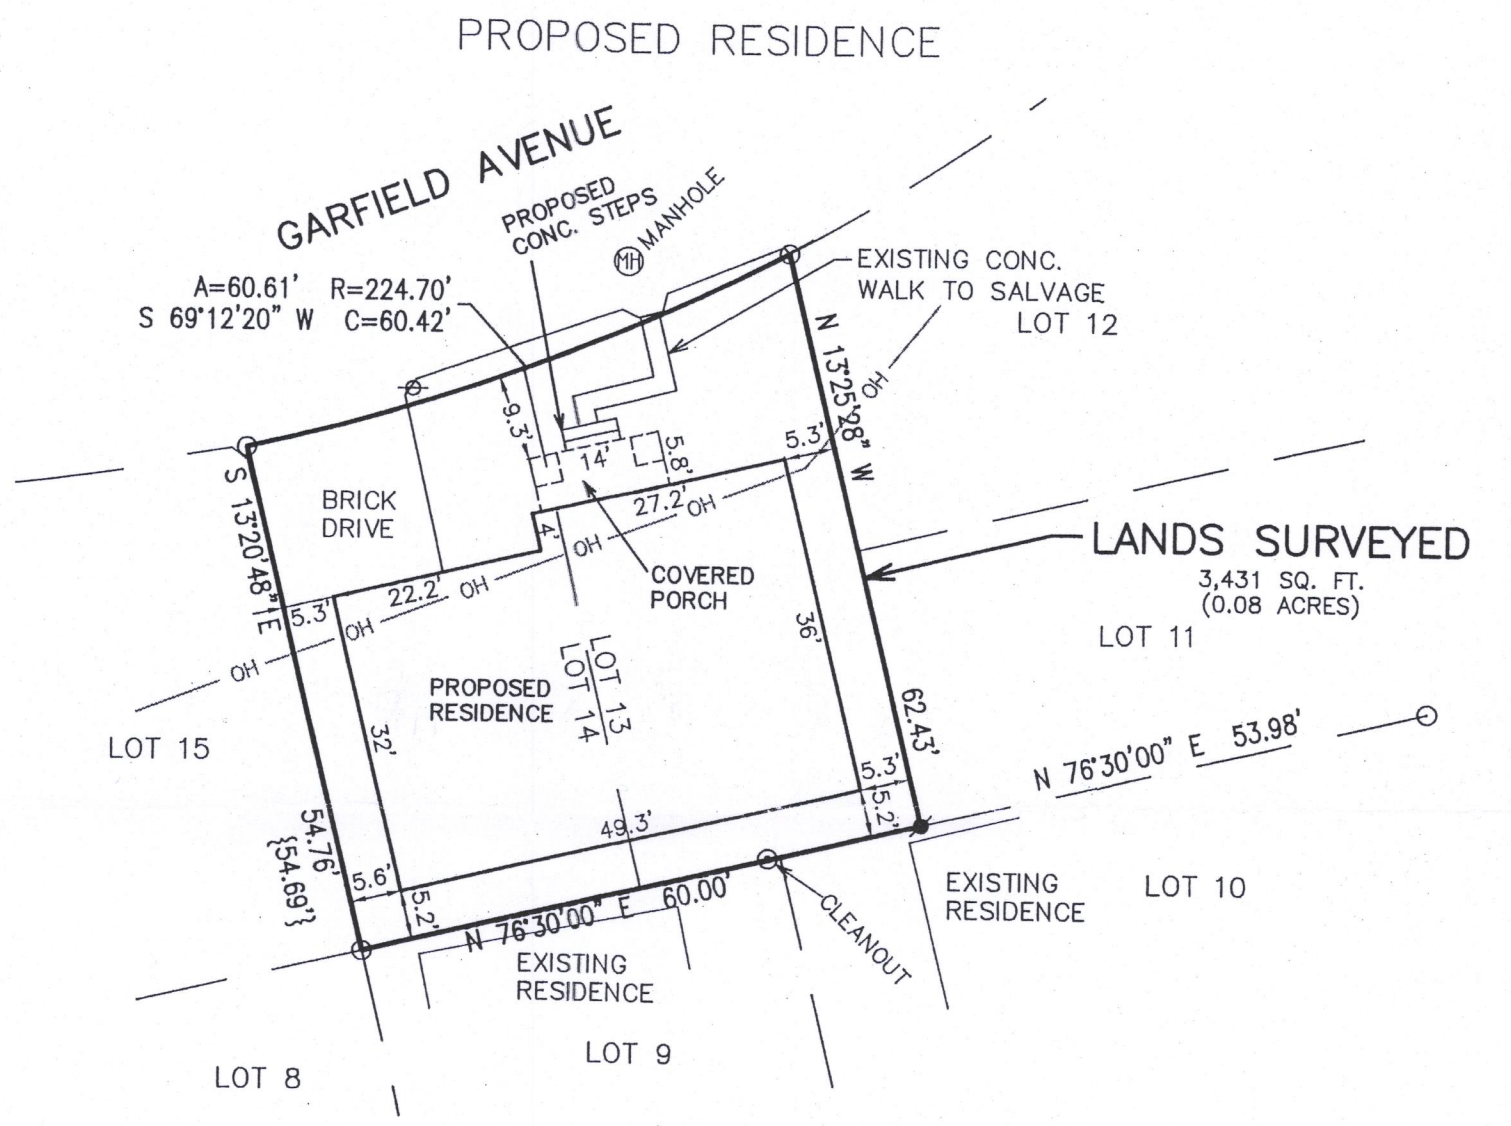 PROPOSED RESIDENCE
GARFIELD AVENUE
PROPOSED
CONC. STEPS
MH MANHOLE
A=60.61' R=224.70'
S 69°12'20" W C=60.42'
EXISTING CONC.
WALK TO SALVAGE
LOT 12
N 13°25'28" W
OH
9.3'
14'
5.8'
5.3'
S 13°20'48" E
BRICK
DRIVE
27.2'
OH
4'
OH
LANDS SURVEYED
3,431 SQ. FT.
(0.08 ACRES)
LOT 11
COVERED
PORCH
22.2'
OH
5.3'
OH
OH
36'
LOT 13
LOT 14
PROPOSED
RESIDENCE
32'
LOT 15
62.43'
N 76°30'00" E 53.98'
5.3'
5.2'
49.3'
54.76'
{54.69'}
5.6'
5.2'
N 76°30'00" E 60.00'
CLEANOUT
EXISTING
RESIDENCE
LOT 10
EXISTING
RESIDENCE
LOT 9
LOT 8